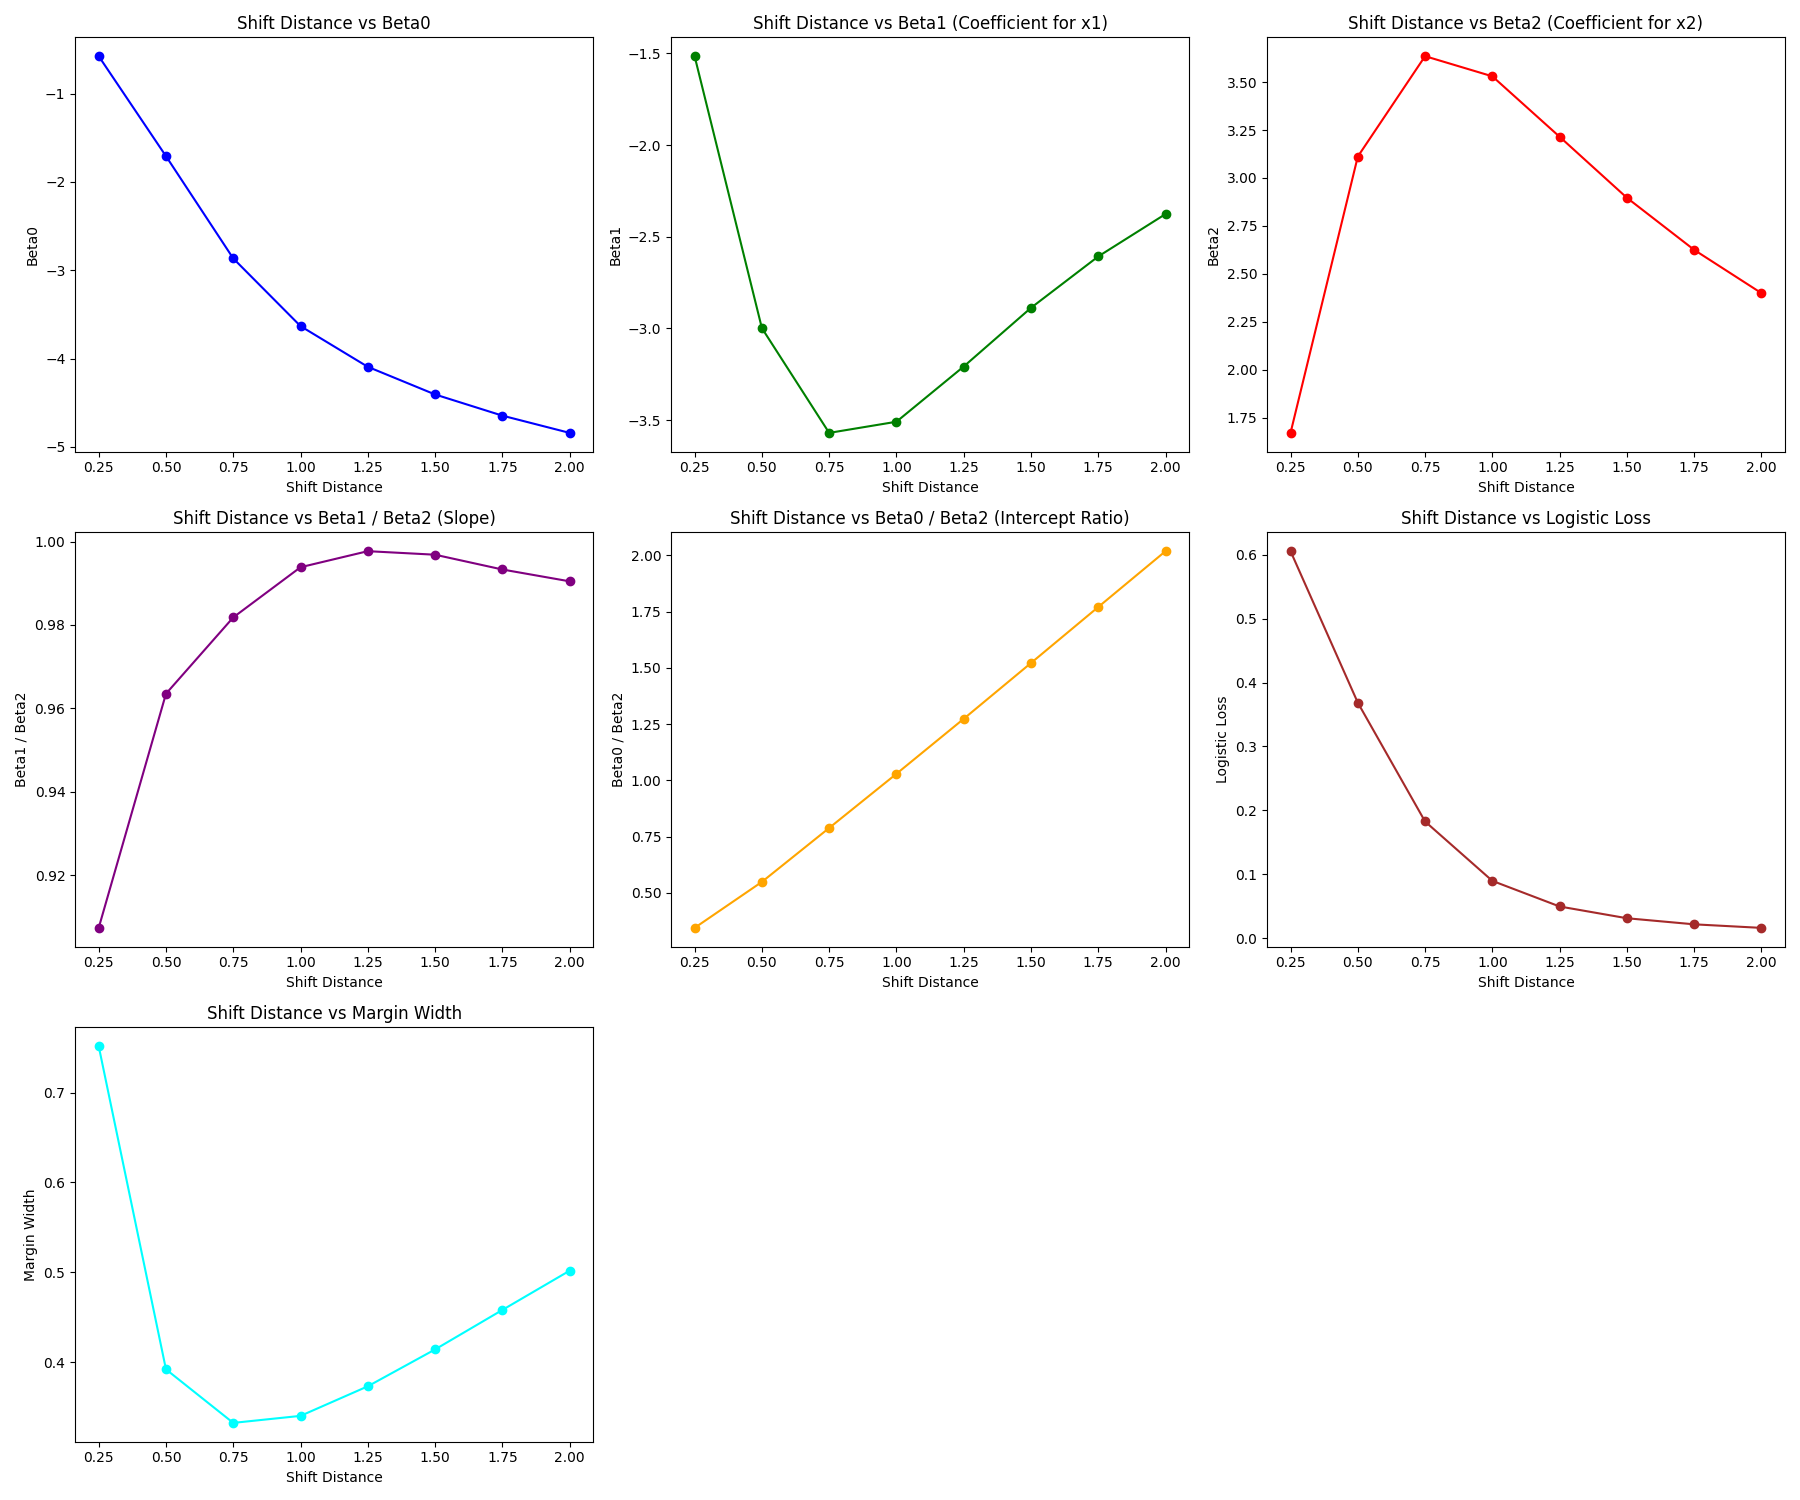 Shift Distance vs Beta0
Beta0
−1
−2
−3
−4
−5
0.25 0.50 0.75 1.00 1.25 1.50 1.75 2.00
Shift Distance
Shift Distance vs Beta1 (Coefficient for x1)
Beta1
−1.5
−2.0
−2.5
−3.0
−3.5
0.25 0.50 0.75 1.00 1.25 1.50 1.75 2.00
Shift Distance
Shift Distance vs Beta2 (Coefficient for x2)
Beta2
3.50
3.25
3.00
2.75
2.50
2.25
2.00
1.75
0.25 0.50 0.75 1.00 1.25 1.50 1.75 2.00
Shift Distance
Shift Distance vs Beta1 / Beta2 (Slope)
Beta1 / Beta2
1.00
0.98
0.96
0.94
0.92
0.25 0.50 0.75 1.00 1.25 1.50 1.75 2.00
Shift Distance
Shift Distance vs Beta0 / Beta2 (Intercept Ratio)
Beta0 / Beta2
2.00
1.75
1.50
1.25
1.00
0.75
0.50
0.25 0.50 0.75 1.00 1.25 1.50 1.75 2.00
Shift Distance
Shift Distance vs Logistic Loss
Logistic Loss
0.6
0.5
0.4
0.3
0.2
0.1
0.0
0.25 0.50 0.75 1.00 1.25 1.50 1.75 2.00
Shift Distance
Shift Distance vs Margin Width
Margin Width
0.7
0.6
0.5
0.4
0.25 0.50 0.75 1.00 1.25 1.50 1.75 2.00
Shift Distance